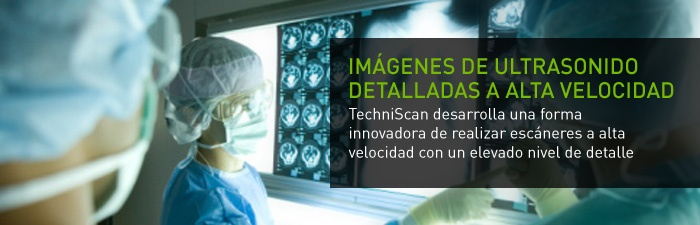 IMÁGENES DE ULTRASONIDO
DETALLADAS A ALTA VELOCIDAD
TechniScan desarrolla una forma
innovadora de realizar escáneres a alta
velocidad con un elevado nivel de detalle